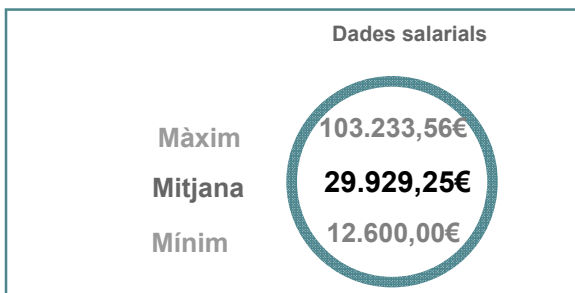 Dades salarials
Màxim 103.233,56€
Mitjana 29.929,25€
Mínim 12.600,00€